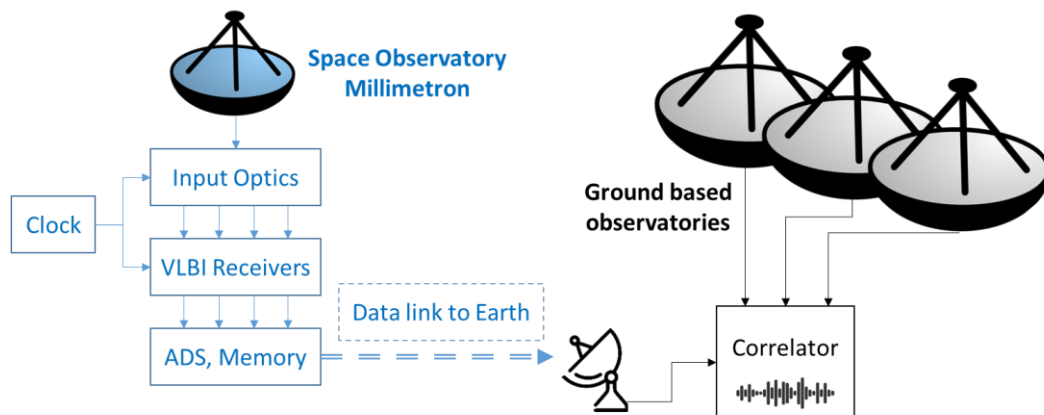 Space Observatory
Millimetron
Input Optics
Clock
VLBI Receivers
ADS, Memory
Data link to Earth
Ground based
observatories
Correlator